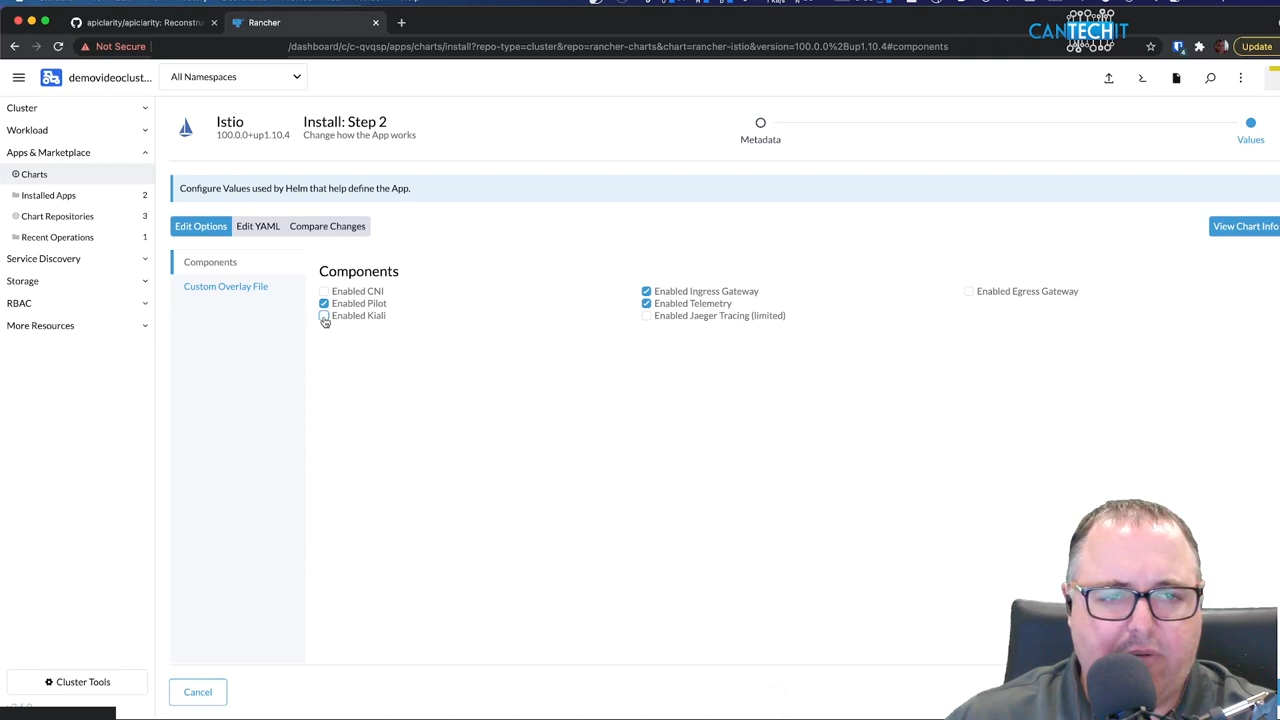 apiclarity/apiclarity: Reconstru
Rancher
CANTECHIT
Not Secure
/dashboard/c/c-qvqsp/apps/charts/install?repo-type=cluster&repo=rancher-charts&chart=rancher-istio&version=100.0.0%2Bup1.10.4#components
Update
demovideoclust...
All Namespaces
Cluster
Workload
Apps & Marketplace
Charts
Installed Apps 2
Chart Repositories 3
Recent Operations 1
Service Discovery
Storage
RBAC
More Resources
Cluster Tools
Istio
100.0.0+up1.10.4
Install: Step 2
Change how the App works
Metadata
Values
Configure Values used by Helm that help define the App.
Edit Options
Edit YAML
Compare Changes
View Chart Info
Components
Custom Overlay File
Components
Enabled CNI
Enabled Ingress Gateway
Enabled Egress Gateway
Enabled Pilot
Enabled Telemetry
Enabled Kiali
Enabled Jaeger Tracing (limited)
Cancel